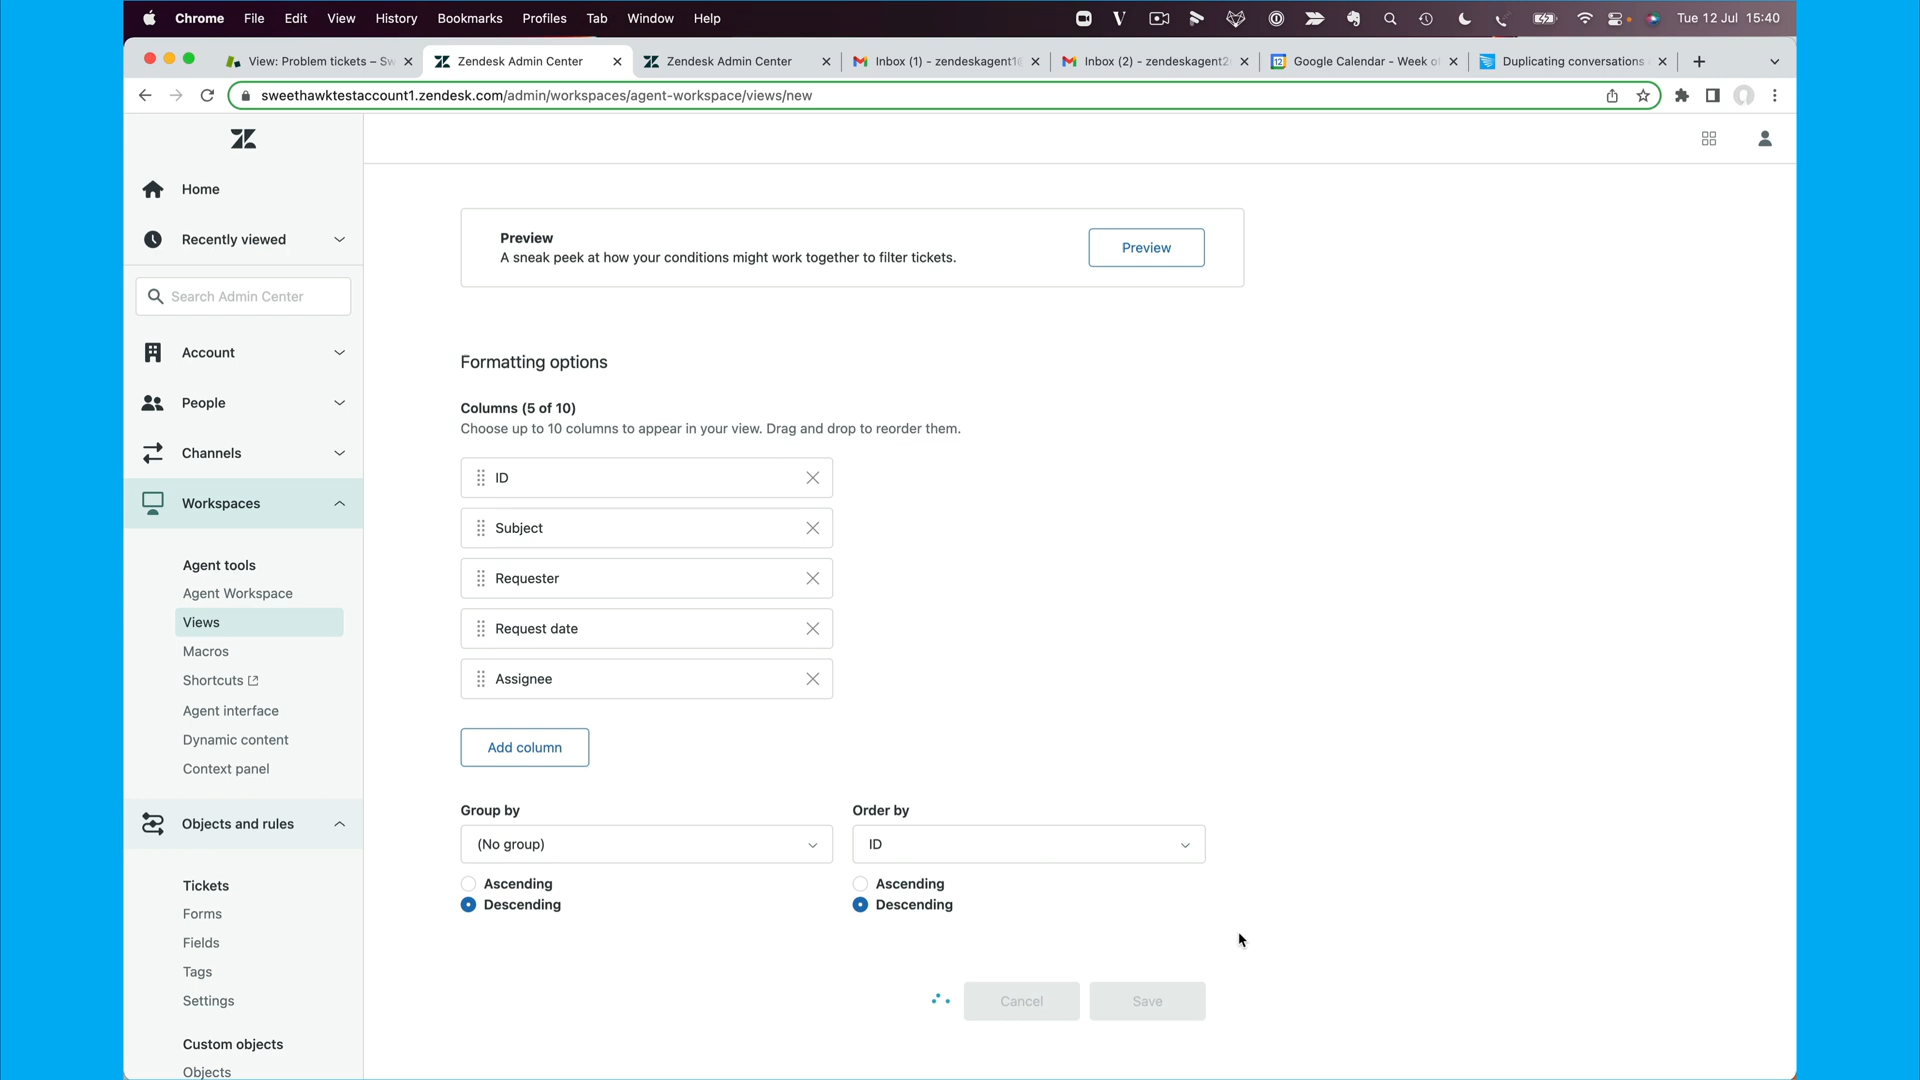 Chrome File Edit View History Bookmarks Profiles Tab Window Help
Tue 12 Jul 15:40
View: Problem tickets – Sw
Zendesk Admin Center
Zendesk Admin Center
Inbox (1) - zendeskagent1
Inbox (2) - zendeskagent2
Google Calendar - Week o
Duplicating conversations
sweethawktestaccount1.zendesk.com/admin/workspaces/agent-workspace/views/new
Home
Recently viewed
Search Admin Center
Account
People
Channels
Workspaces
Agent tools
Agent Workspace
Views
Macros
Shortcuts
Agent interface
Dynamic content
Context panel
Objects and rules
Tickets
Forms
Fields
Tags
Settings
Custom objects
Objects
Preview
A sneak peek at how your conditions might work together to filter tickets.
Preview
Formatting options
Columns (5 of 10)
Choose up to 10 columns to appear in your view. Drag and drop to reorder them.
ID
Subject
Requester
Request date
Assignee
Add column
Group by
(No group)
Ascending
Descending
Order by
ID
Ascending
Descending
Cancel
Save